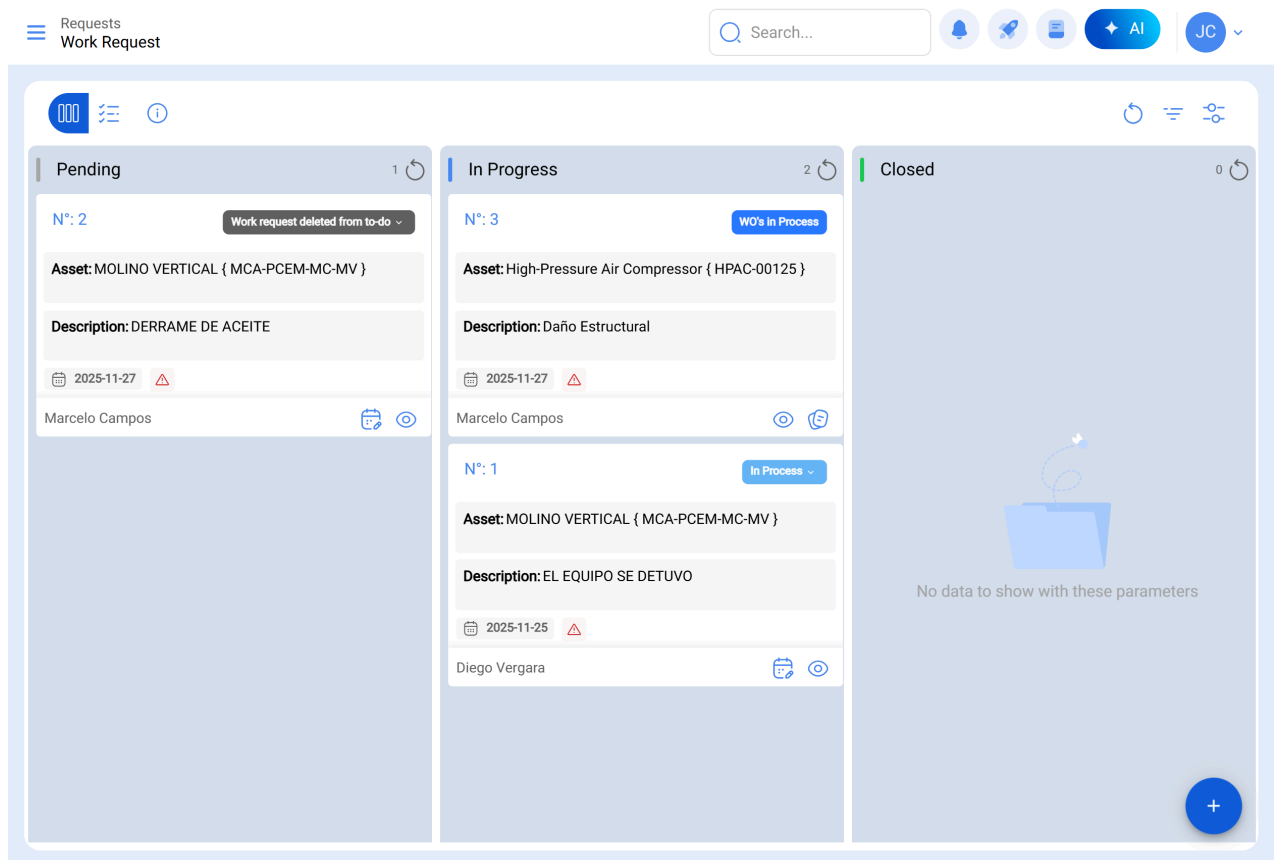 Requests
Work Request
Search...
AI
JC
Pending
1
N°: 2
Work request deleted from to-do
Asset: MOLINO VERTICAL { MCA-PCEM-MC-MV }
Description: DERRAME DE ACEITE
2025-11-27
Marcelo Campos
In Progress
2
N°: 3
WO's in Process
Asset: High-Pressure Air Compressor { HPAC-00125 }
Description: Daño Estructural
2025-11-27
Marcelo Campos
N°: 1
In Process
Asset: MOLINO VERTICAL { MCA-PCEM-MC-MV }
Description: EL EQUIPO SE DETUVO
2025-11-25
Diego Vergara
Closed
0
No data to show with these parameters
+